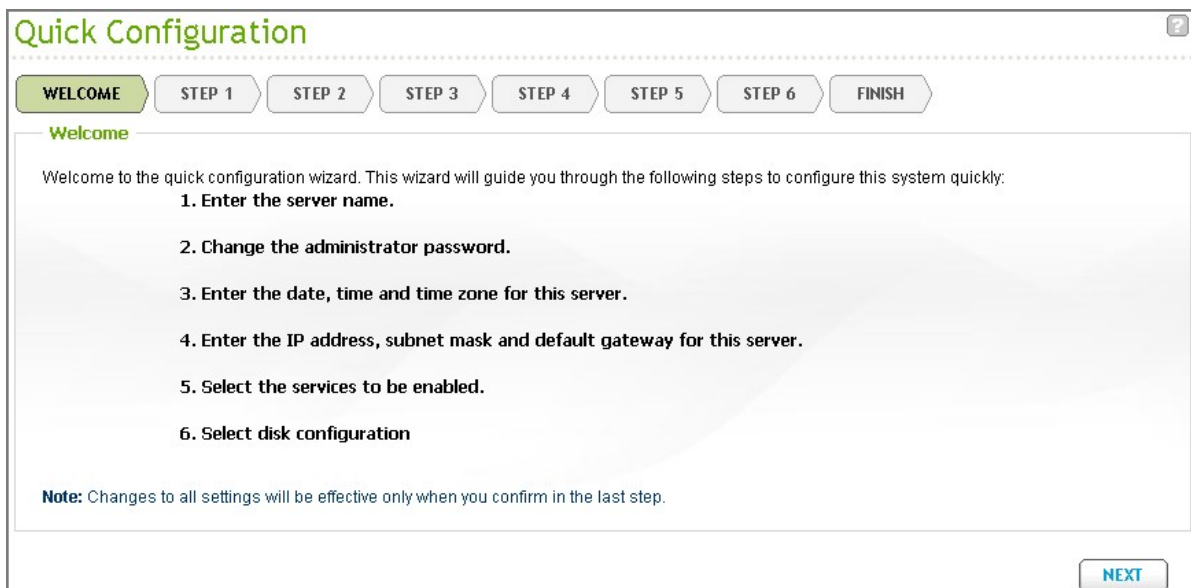 Quick Configuration
?
WELCOME STEP 1 STEP 2 STEP 3 STEP 4 STEP 5 STEP 6 FINISH
Welcome
Welcome to the quick configuration wizard. This wizard will guide you through the following steps to configure this system quickly:
1. Enter the server name.
2. Change the administrator password.
3. Enter the date, time and time zone for this server.
4. Enter the IP address, subnet mask and default gateway for this server.
5. Select the services to be enabled.
6. Select disk configuration
Note: Changes to all settings will be effective only when you confirm in the last step.
NEXT